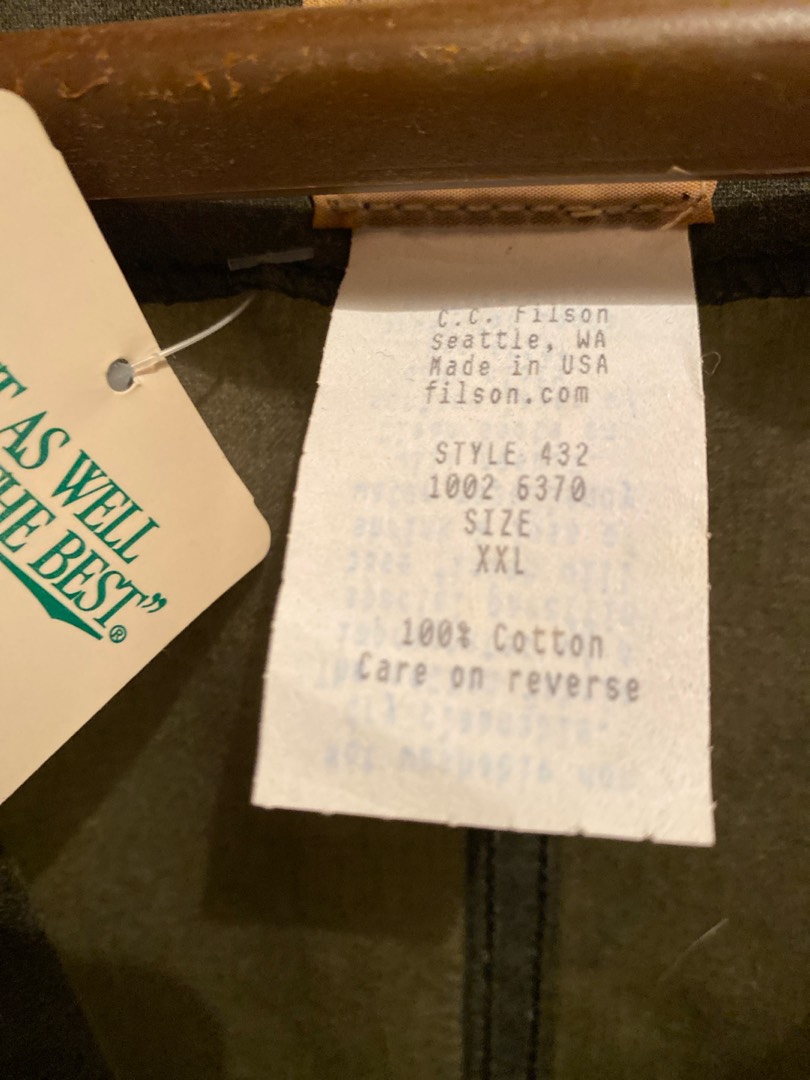 AS WELL
THE BEST”®
C.C. Filson
Seattle, WA
Made in USA
filson.com
STYLE 432
1002 6370
SIZE
XXL
100% Cotton
Care on reverse